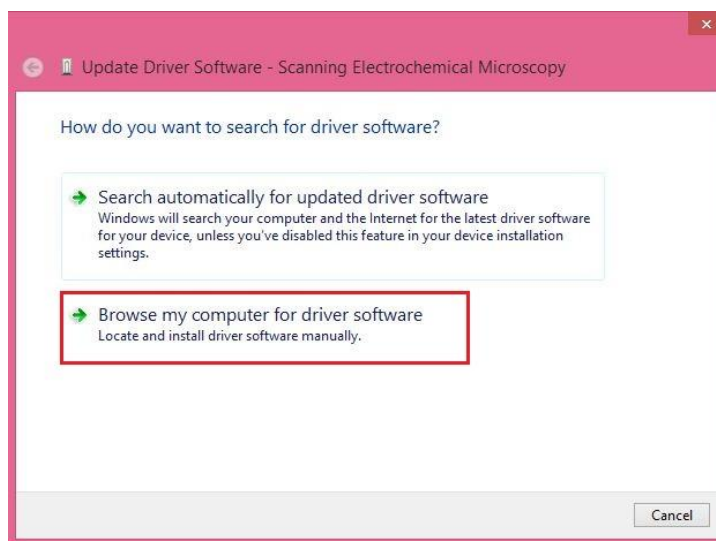 Update Driver Software - Scanning Electrochemical Microscopy
How do you want to search for driver software?
Search automatically for updated driver software
Windows will search your computer and the Internet for the latest driver software
for your device, unless you've disabled this feature in your device installation
settings.
Browse my computer for driver software
Locate and install driver software manually.
Cancel